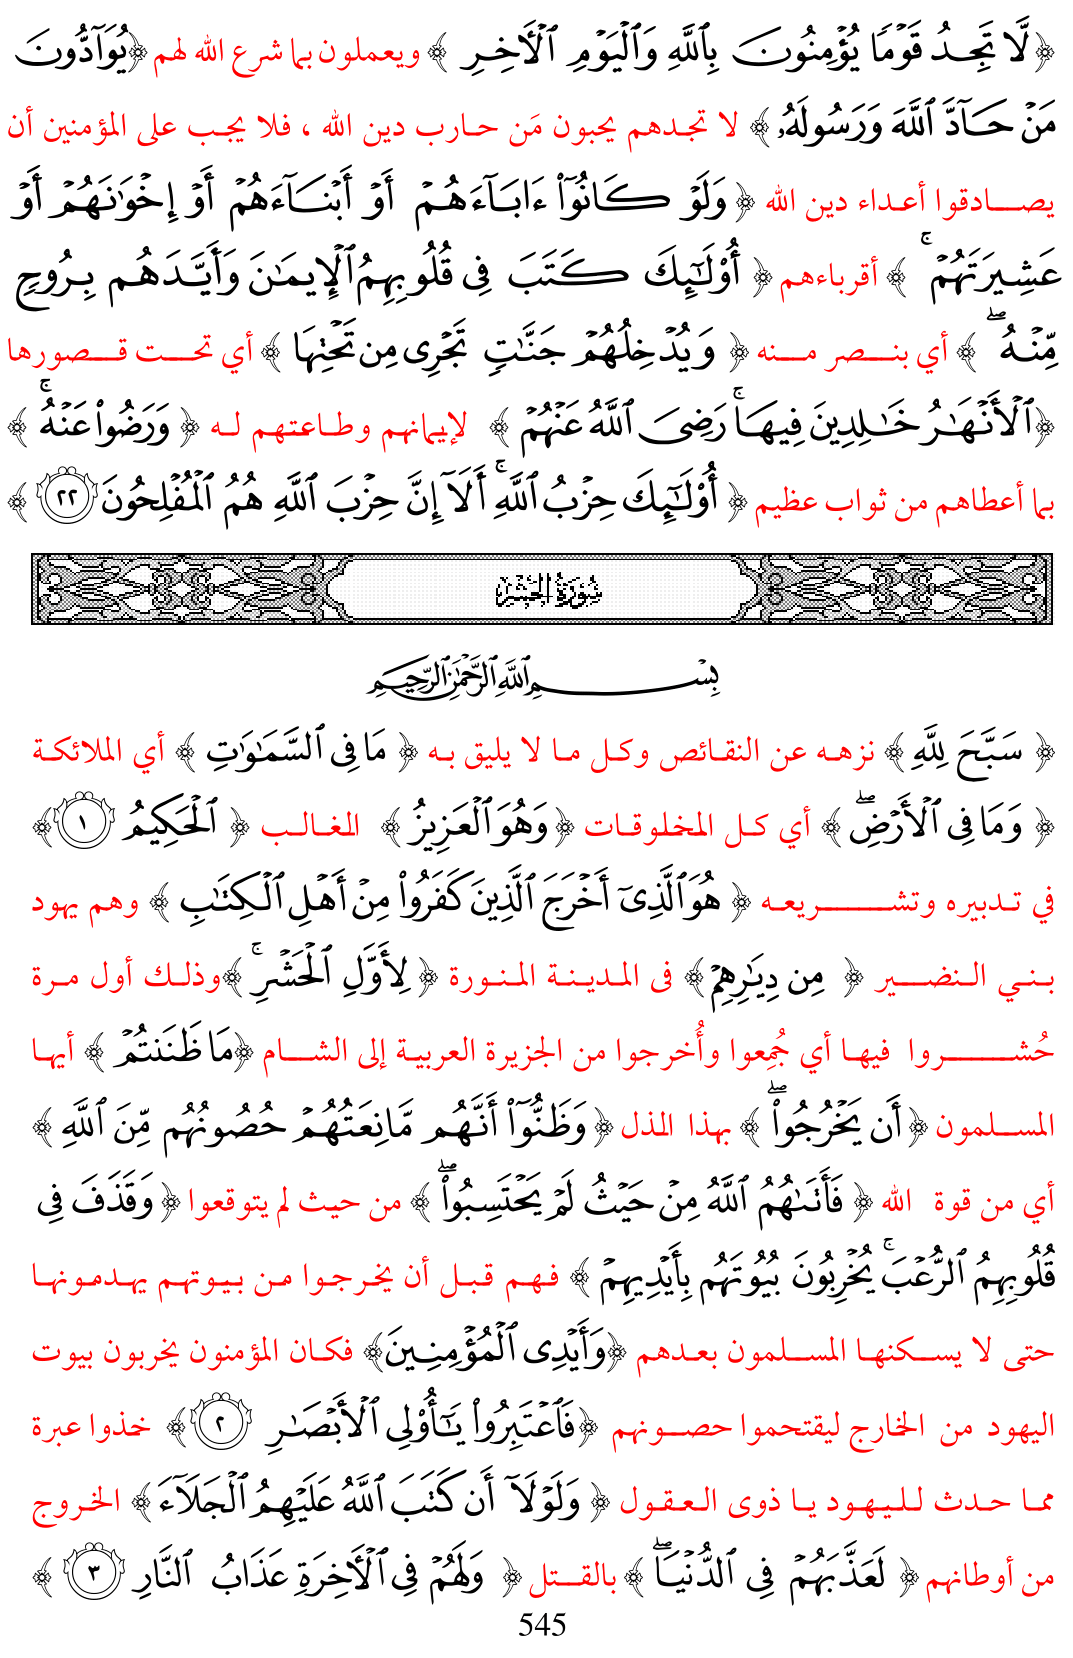 ﴿لَّا تَجِدُ قَوْمًا يُؤْمِنُونَ بِٱللَّهِ وَٱلْيَوْمِ ٱلْءَاخِرِ ﴾ ويعملون بما شرع الله لهم ﴿يُوَآدُّونَ
مَنْ حَآدَّ ٱللَّهَ وَرَسُولَهُۥ ﴾ لا تجدهم يحبون مَن حارب دين الله ، فلا يجب على المؤمنين أن
يصادقوا أعداء دين الله ﴿ وَلَوْ كَانُوٓا۟ ءَابَآءَهُمْ أَوْ أَبْنَآءَهُمْ أَوْ إِخْوَٰنَهُمْ أَوْ
عَشِيرَتَهُمْ ۚ ﴾ أقرباءهم ﴿ أُو۟لَٰٓئِكَ كَتَبَ فِى قُلُوبِهِمُ ٱلْإِيمَٰنَ وَأَيَّدَهُم بِرُوحٍ
مِّنْهُ ۖ ﴾ أي بنصر منه ﴿ وَيُدْخِلُهُمْ جَنَّٰتٍ تَجْرِى مِن تَحْتِهَا ﴾ أي تحت قصورها
﴿ٱلْأَنْهَٰرُ خَٰلِدِينَ فِيهَا ۚ رَضِىَ ٱللَّهُ عَنْهُمْ ﴾ لإيمانهم وطاعتهم له ﴿ وَرَضُوا۟ عَنْهُ ۚ ﴾
بما أعطاهم من ثواب عظيم ﴿ أُو۟لَٰٓئِكَ حِزْبُ ٱللَّهِ ۚ أَلَآ إِنَّ حِزْبَ ٱللَّهِ هُمُ ٱلْمُفْلِحُونَ ٢٢ ﴾
سُورَةُ الحَشْرِ
بِسْمِ ٱللَّهِ ٱلرَّحْمَٰنِ ٱلرَّحِيمِ
﴿ سَبَّحَ لِلَّهِ ﴾ نزهه عن النقائص وكل ما لا يليق به ﴿ مَا فِى ٱلسَّمَٰوَٰتِ ﴾ أي الملائكة
﴿ وَمَا فِى ٱلْأَرْضِ ۖ ﴾ أي كل المخلوقات ﴿ وَهُوَ ٱلْعَزِيزُ ﴾ الغالب ﴿ ٱلْحَكِيمُ ١ ﴾
في تدبيره وتشريعه ﴿ هُوَ ٱلَّذِىٓ أَخْرَجَ ٱلَّذِينَ كَفَرُوا۟ مِنْ أَهْلِ ٱلْكِتَٰبِ ﴾ وهم يهود
بني النضير ﴿ مِن دِيَٰرِهِمْ ﴾ فى المدينة المنورة ﴿ لِأَوَّلِ ٱلْحَشْرِ ۚ ﴾وذلك أول مرة
حُشروا فيها أي جُمِعوا وأُخرجوا من الجزيرة العربية إلى الشام ﴿مَا ظَنَنتُمْ ﴾ أيها
المسلمون ﴿ أَن يَخْرُجُوا۟ ۖ ﴾ بهذا الذل ﴿ وَظَنُّوٓا۟ أَنَّهُم مَّانِعَتُهُمْ حُصُونُهُم مِّنَ ٱللَّهِ ﴾
أي من قوة الله ﴿ فَأَتَىٰهُمُ ٱللَّهُ مِنْ حَيْثُ لَمْ يَحْتَسِبُوا۟ ۖ ﴾ من حيث لم يتوقعوا ﴿ وَقَذَفَ فِى
قُلُوبِهِمُ ٱلرُّعْبَ ۚ يُخْرِبُونَ بُيُوتَهُم بِأَيْدِيهِمْ ﴾ فهم قبل أن يخرجوا من بيوتهم يهدمونها
حتى لا يسكنها المسلمون بعدهم ﴿وَأَيْدِى ٱلْمُؤْمِنِينَ﴾ فكان المؤمنون يخربون بيوت
اليهود من الخارج ليقتحموا حصونهم ﴿فَٱعْتَبِرُوا۟ يَٰٓأُو۟لِى ٱلْأَبْصَٰرِ ٢ ﴾ خذوا عبرة
مما حدث لليهود يا ذوى العقول ﴿ وَلَوْلَآ أَن كَتَبَ ٱللَّهُ عَلَيْهِمُ ٱلْجَلَآءَ ﴾ الخروج
من أوطانهم ﴿ لَعَذَّبَهُمْ فِى ٱلدُّنْيَا ۖ ﴾ بالقتل ﴿ وَلَهُمْ فِى ٱلْءَاخِرَةِ عَذَابُ ٱلنَّارِ ٣ ﴾
545